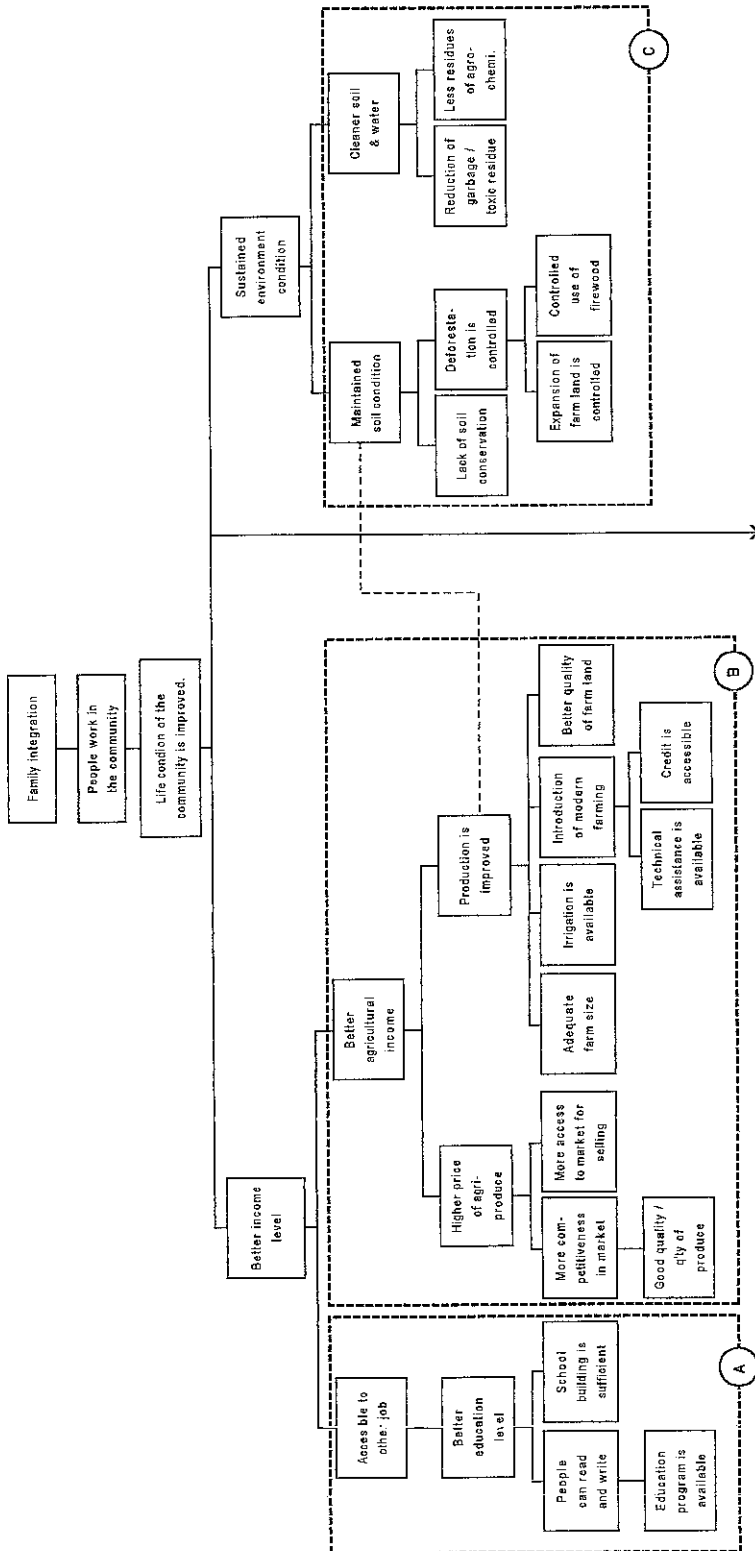 Family integration
People work in
the community
Life condion of the
community is improved.
Better income
level
Sustained
environment
condition
Acces ble to
othe: job
Better
agricultural
income
Maintained
soil condition
Cleaner soil
& water
Better
education
level
Higher price
of agri-
produce
Production is
improved
Lack of soil
conservation
Deforesta-
tion is
controlled
Reduction of
garbage /
toxic residue
Less residues
of agro-
chemi.
People
can read
and write
School
building is
sufficient
More com-
petitiveness
in market
More access
to market for
selling
Adequate
farm size
Irrigation is
available
Introduction
of modern
farming
Better quality
of farm land
Expansion of
farm land is
controlled
Controlled
use of
firewood
Education
program is
available
Good quality /
q'ty of
produce
Technical
assistance is
available
Credit is
accessible
A
B
C